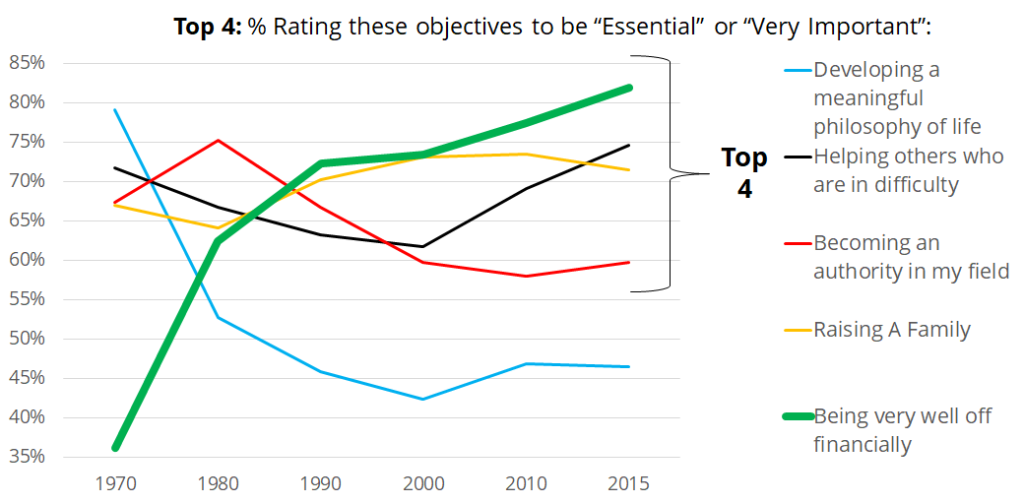 Top 4: % Rating these objectives to be “Essential” or “Very Important”:
85%
80%
75%
70%
65%
60%
55%
50%
45%
40%
35%
1970 1980 1990 2000 2010 2015
Top
4
Developing a
meaningful
philosophy of life
Helping others who
are in difficulty
Becoming an
authority in my field
Raising A Family
Being very well off
financially